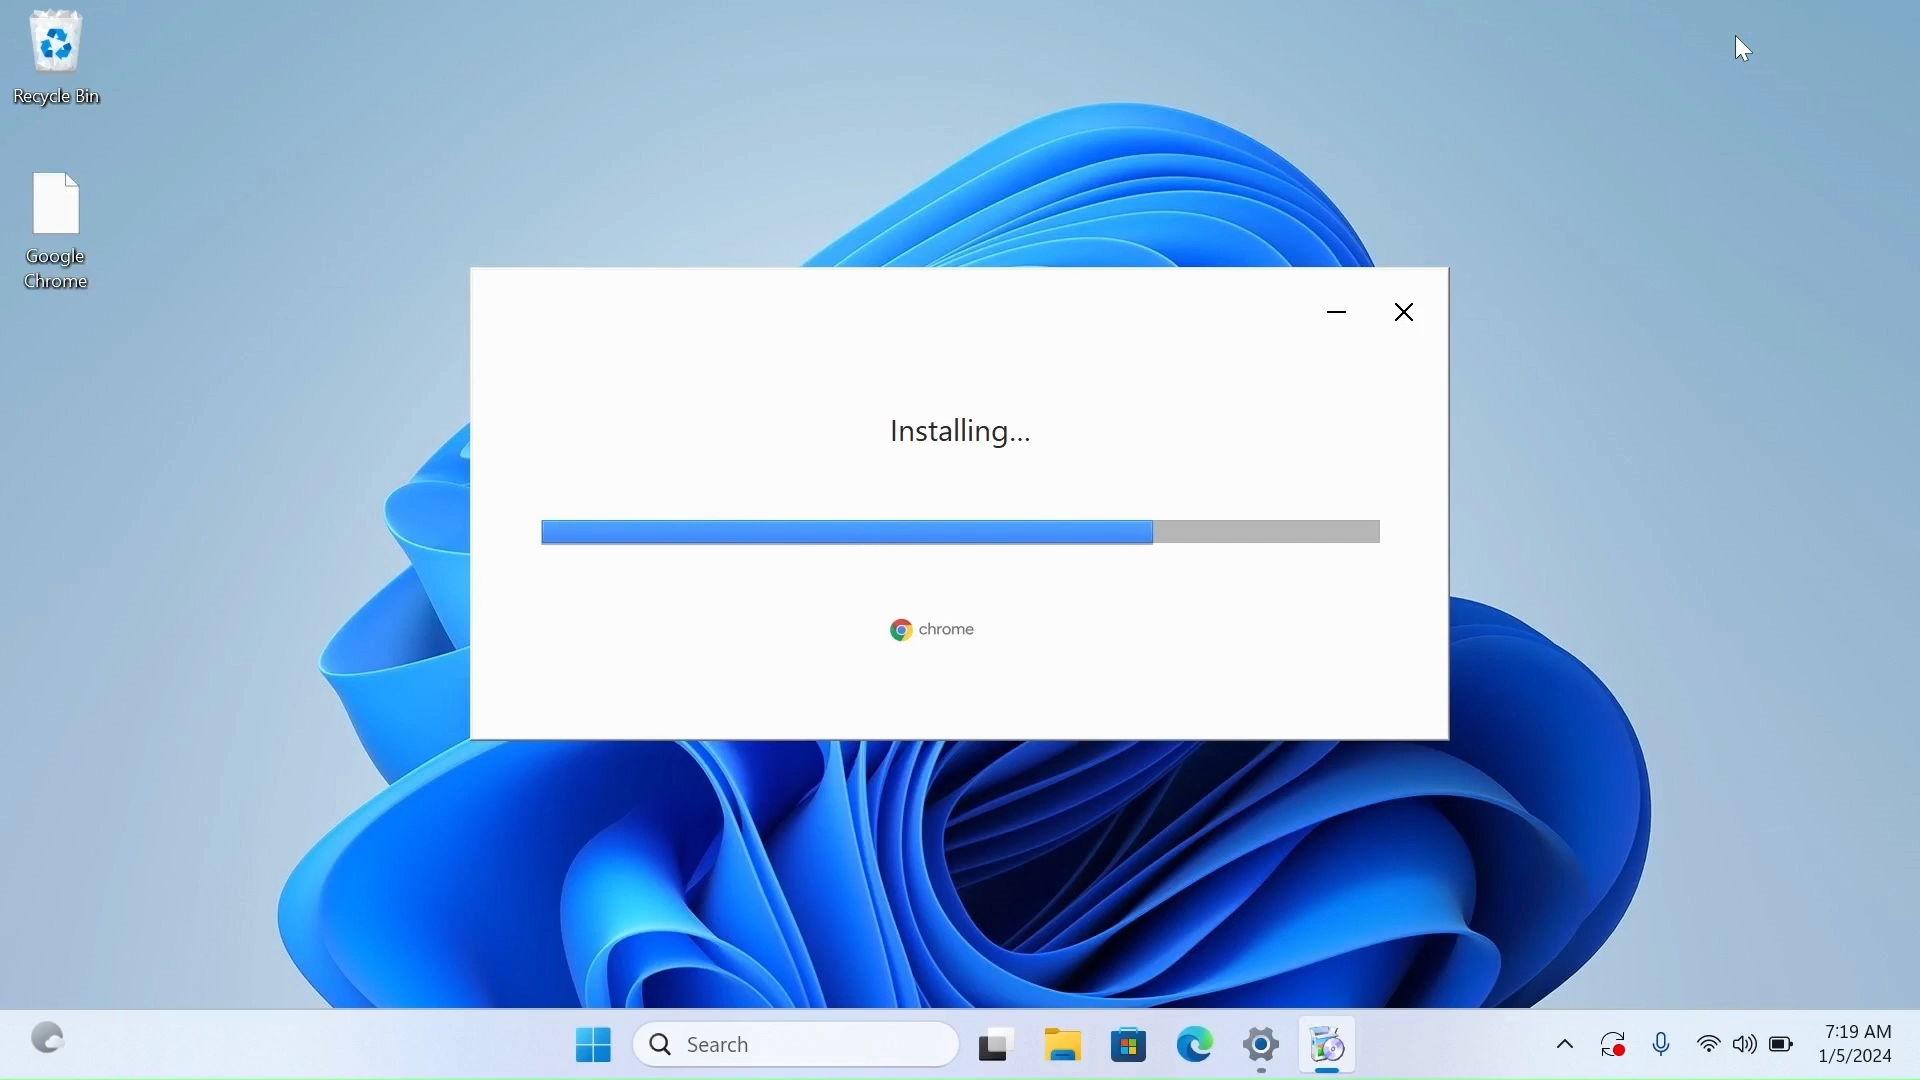 Recycle Bin
Google
Chrome
Installing...
chrome
Search
7:19 AM
1/5/2024